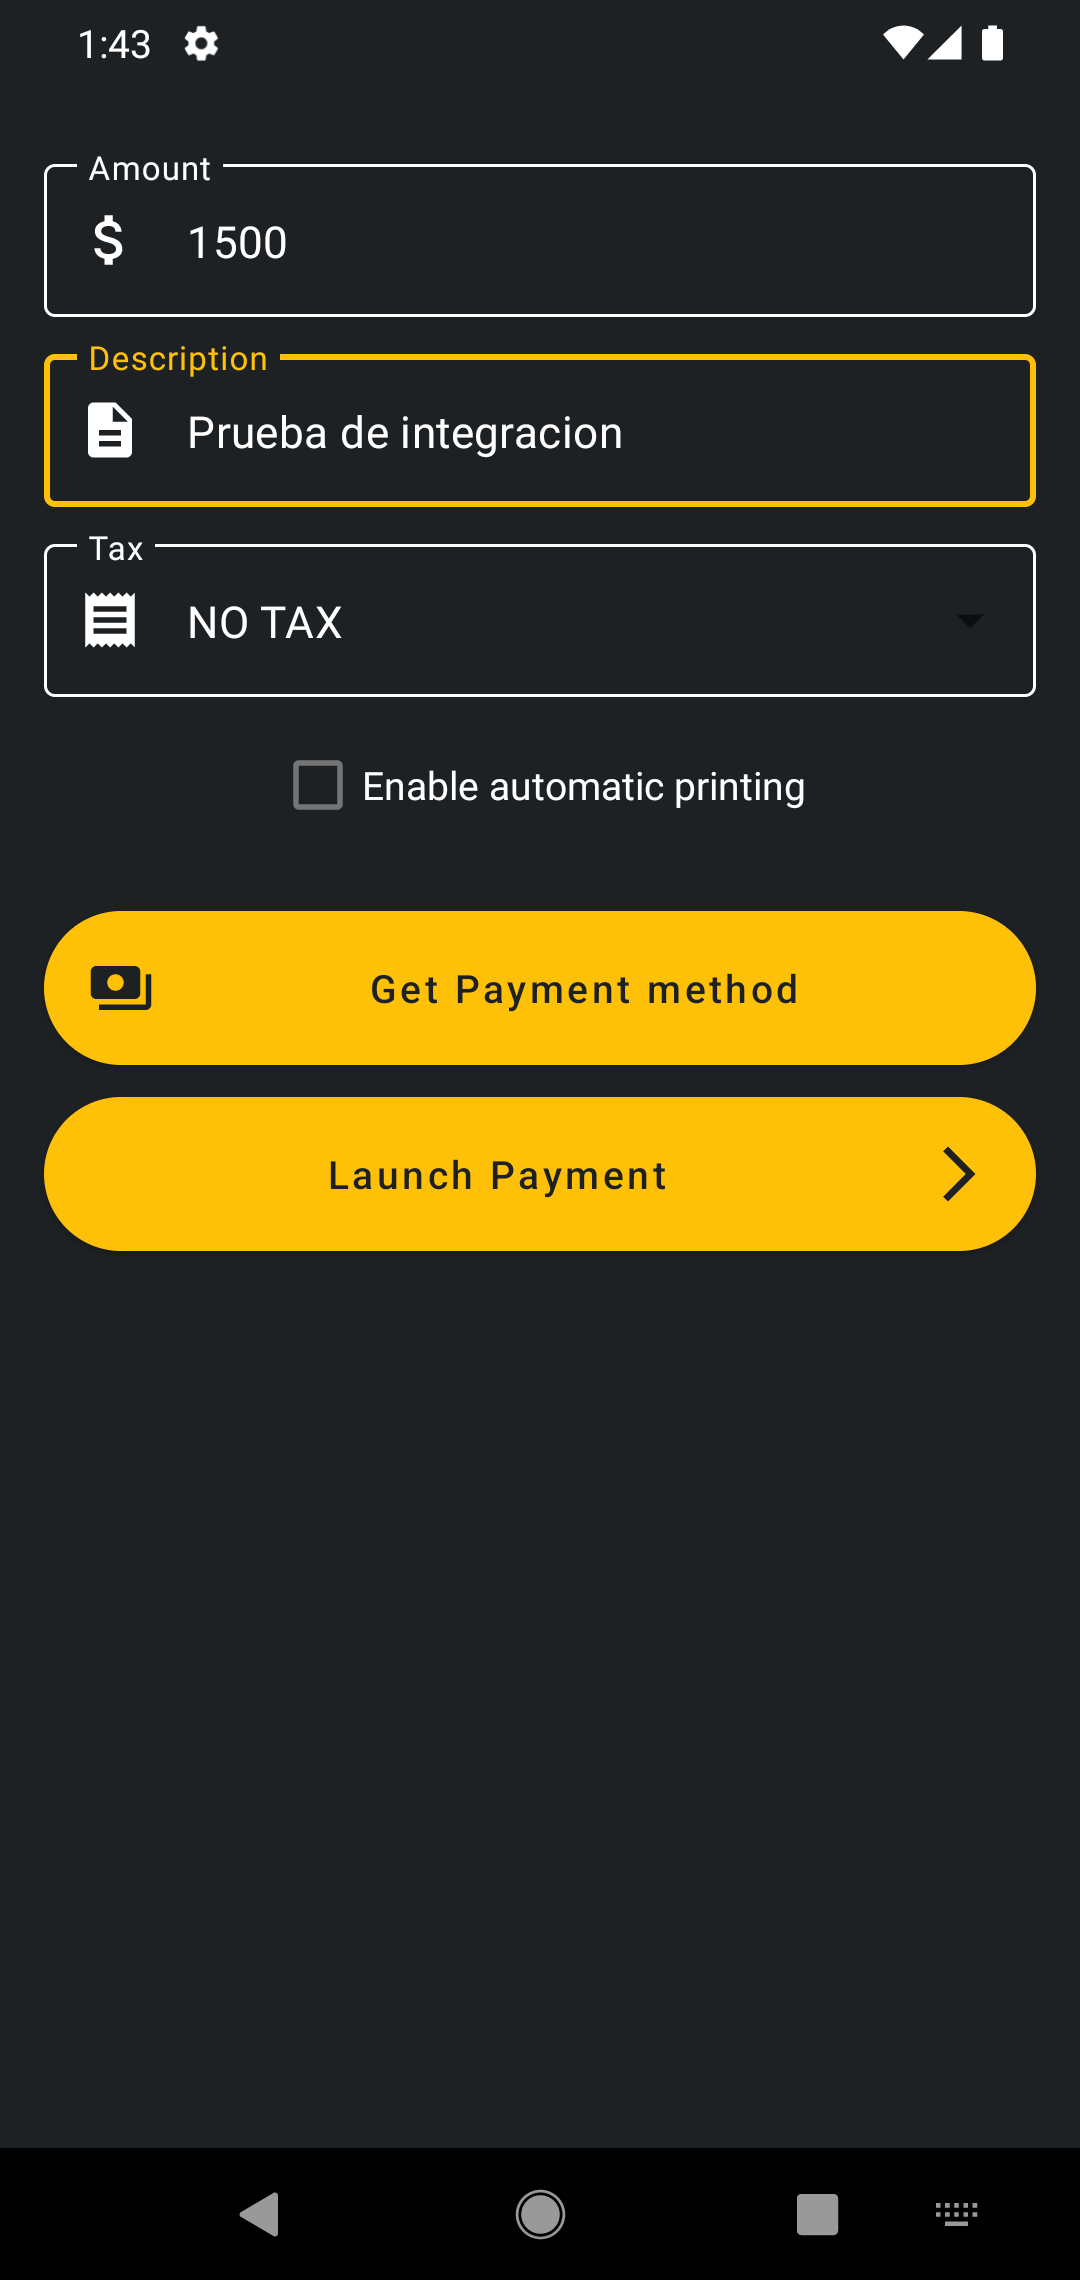 1:43
Amount
$ 1500
Description
Prueba de integracion
Tax
NO TAX
Enable automatic printing
Get Payment method
Launch Payment